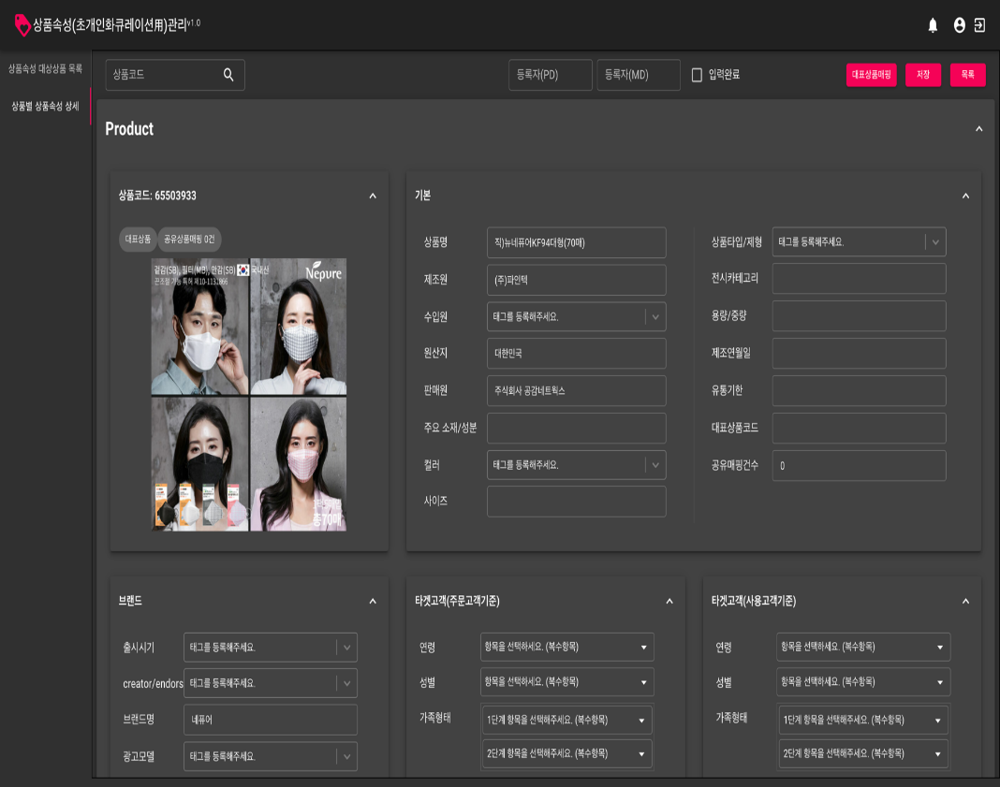 상품속성(초개인화큐레이션用)관리v1.0
상품속성 대상상품 목록
상품별 상품속성 상세
상품코드
등록자(PD)
등록자(MD)
입력완료
대표상품매핑
저장
목록
Product
상품코드: 65503933
대표상품
공유상품매핑 0건
겉감(SB), 필터(MB), 안감(SB) 국내산
끈조절 기능 특허 제10-1131866
Nepure
총70매
기본
상품명
직)뉴네퓨어KF94대형(70매)
제조원
(주)파인텍
수입원
태그를 등록해주세요.
원산지
대한민국
판매원
주식회사 공감네트웍스
주요 소재/성분
컬러
태그를 등록해주세요.
사이즈
상품타입/제형
태그를 등록해주세요.
전시카테고리
용량/중량
제조연월일
유통기한
대표상품코드
공유매핑건수
0
브랜드
출시시기
태그를 등록해주세요.
creator/endors
태그를 등록해주세요.
브랜드명
네퓨어
광고모델
태그를 등록해주세요.
타겟고객(주문고객기준)
연령
항목을 선택하세요. (복수항목)
성별
항목을 선택하세요. (복수항목)
가족형태
1단계 항목을 선택해주세요. (복수항목)
2단계 항목을 선택해주세요. (복수항목)
타겟고객(사용고객기준)
연령
항목을 선택하세요. (복수항목)
성별
항목을 선택하세요. (복수항목)
가족형태
1단계 항목을 선택해주세요. (복수항목)
2단계 항목을 선택해주세요. (복수항목)